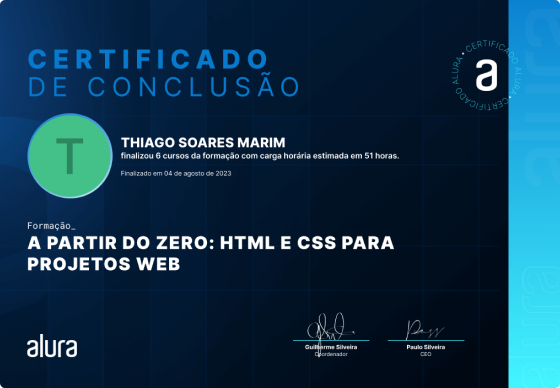 CERTIFICADO
DE CONCLUSÃO
CERTIFICADO ALURA • CERTIFICADO ALURA •
a
T
THIAGO SOARES MARIM
finalizou 6 cursos da formação com carga horária estimada em 51 horas.
Finalizado em 04 de agosto de 2023
Formação_
A PARTIR DO ZERO: HTML E CSS PARA
PROJETOS WEB
alura
Guilherme Silveira
Coordenador
Paulo Silveira
CEO